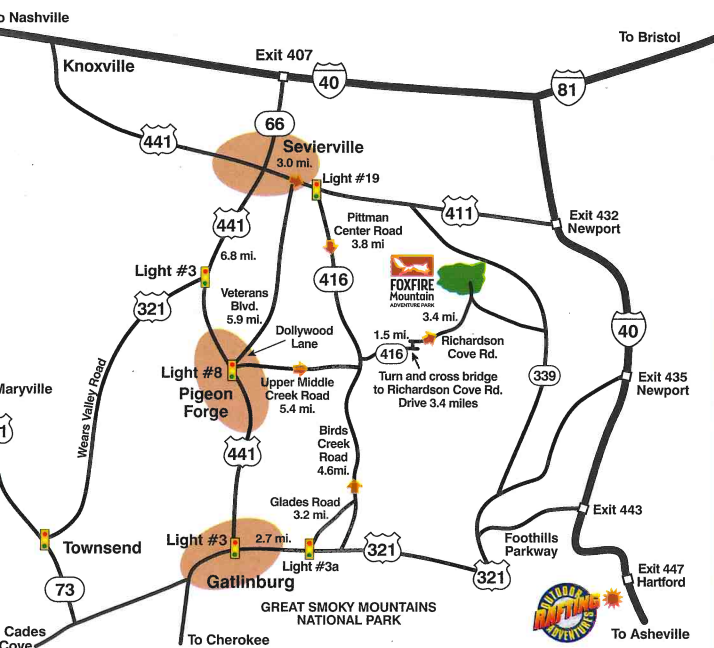 o Nashville
To Bristol
Exit 407
Knoxville
40
81
66
441
Sevierville
3.0 mi.
Light #19
411
Pittman
Center Road
3.8 mi
Exit 432
Newport
441
6.8 mi.
Light #3
416
FOXFIRE
Mountain
ADVENTURE PARK
321
Veterans
Blvd.
5.9 mi.
3.4 mi.
40
Dollywood
Lane
1.5 mi.
Richardson
Cove Rd.
416
Light #8
Pigeon
Forge
Upper Middle
Creek Road
5.4 mi.
Turn and cross bridge
to Richardson Cove Rd.
Drive 3.4 miles
339
Exit 435
Newport
Maryville
1
Wears Valley Road
441
Birds
Creek
Road
4.6mi.
Glades Road
3.2 mi.
Exit 443
Light #3
2.7 mi.
Light #3a
321
Foothills
Parkway
321
Townsend
73
Gatlinburg
Exit 447
Hartford
GREAT SMOKY MOUNTAINS
NATIONAL PARK
OUTDOOR
RAFTING
ADVENTURES
Cades
Cove
To Cherokee
To Asheville